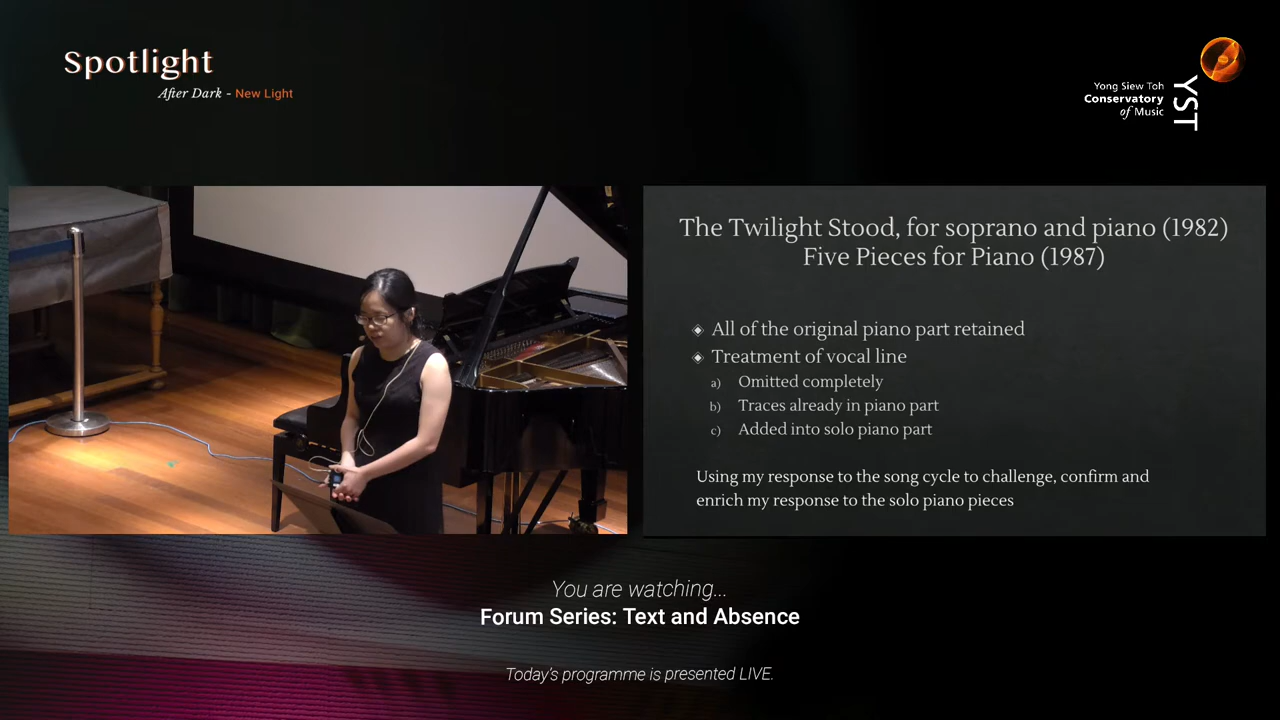 Spotlight
After Dark - New Light
Yong Siew Toh
Conservatory
of Music
YST
The Twilight Stood, for soprano and piano (1982)
Five Pieces for Piano (1987)
All of the original piano part retained
Treatment of vocal line
a) Omitted completely
b) Traces already in piano part
c) Added into solo piano part
Using my response to the song cycle to challenge, confirm and
enrich my response to the solo piano pieces
You are watching...
Forum Series: Text and Absence
Today's programme is presented LIVE.